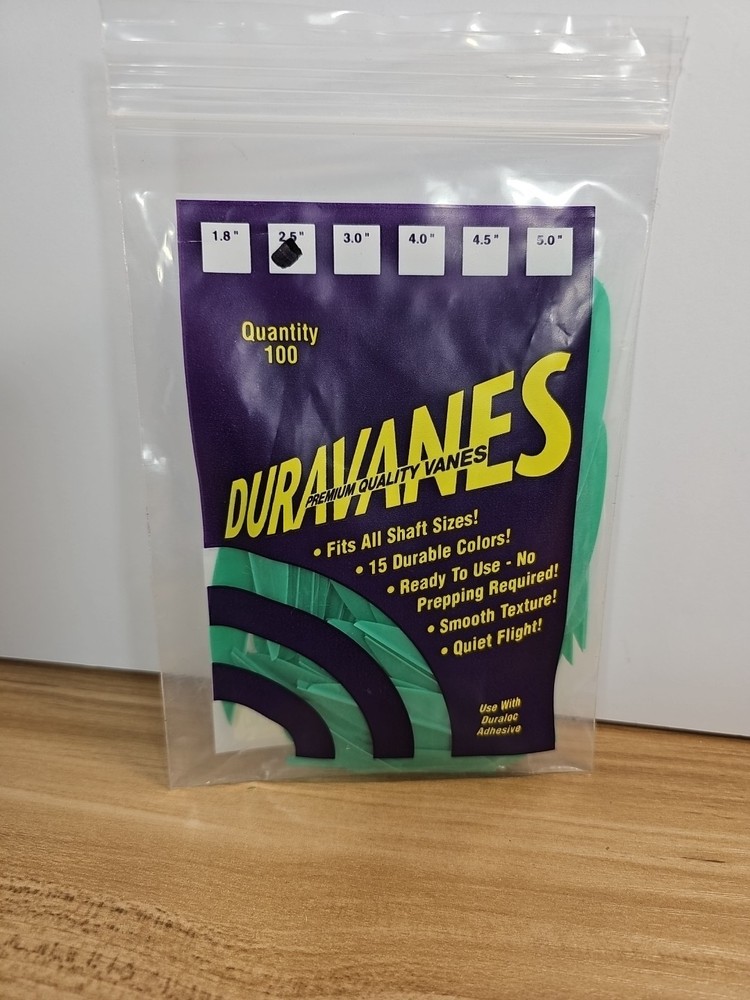 1.8" 2.5" 3.0" 4.0" 4.5" 5.0"
Quantity
100
DURAVANES
PREMIUM QUALITY VANES
• Fits All Shaft Sizes!
• 15 Durable Colors!
• Ready To Use - No
Prepping Required!
• Smooth Texture!
• Quiet Flight!
Use With
Duraloc
Adhesive